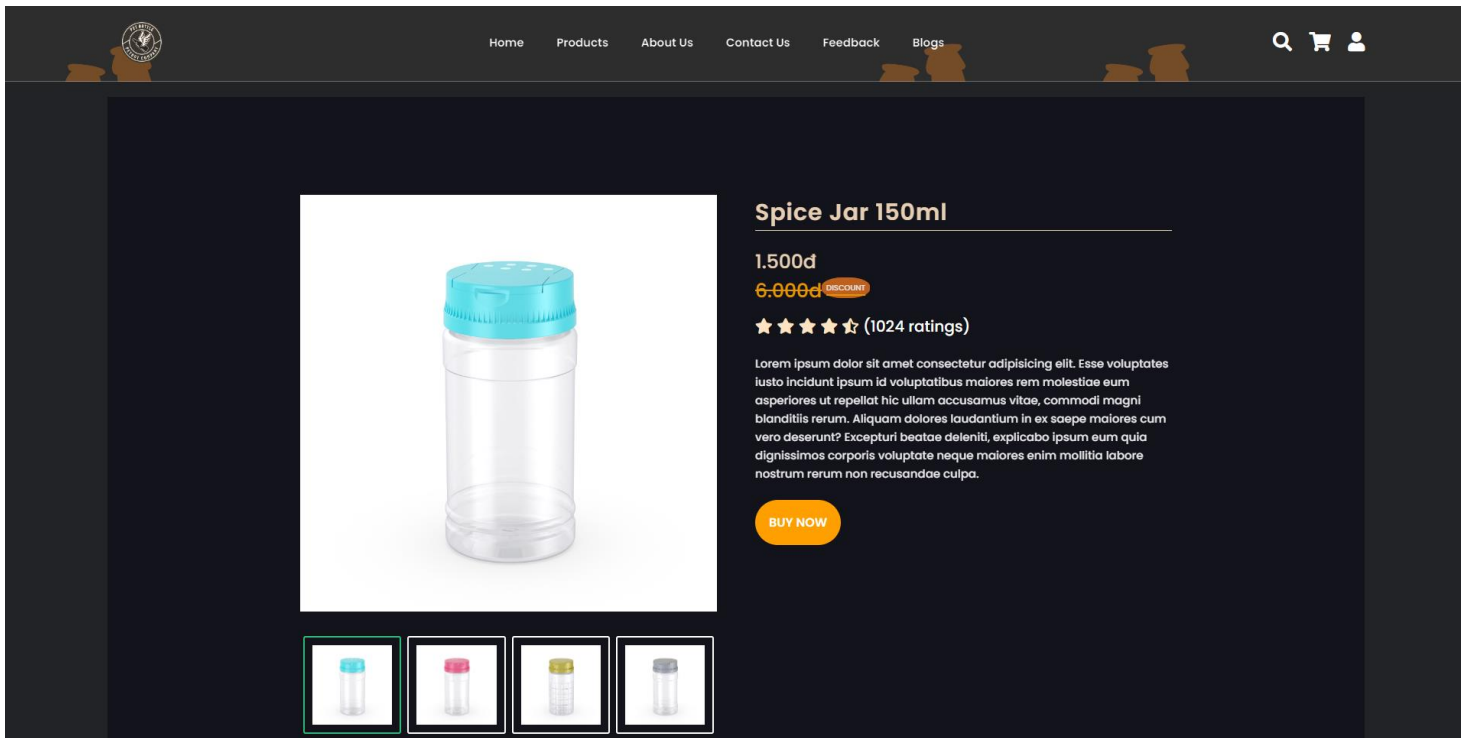 PET BOTTLE
Home
Products
About Us
Contact Us
Feedback
Blogs
Spice Jar 150ml
1.500đ
6.000đ
DISCOUNT
(1024 ratings)
Lorem ipsum dolor sit amet consectetur adipisicing elit. Esse voluptates
iusto incidunt ipsum id voluptatibus maiores rem molestiae eum
asperiores ut repellat hic ullam accusamus vitae, commodi magni
blanditiis rerum. Aliquam dolores laudantium in ex saepe maiores cum
vero deserunt? Excepturi beatae deleniti, explicabo ipsum eum quia
dignissimos corporis voluptate neque maiores enim mollitia labore
nostrum rerum non recusandae culpa.
BUY NOW